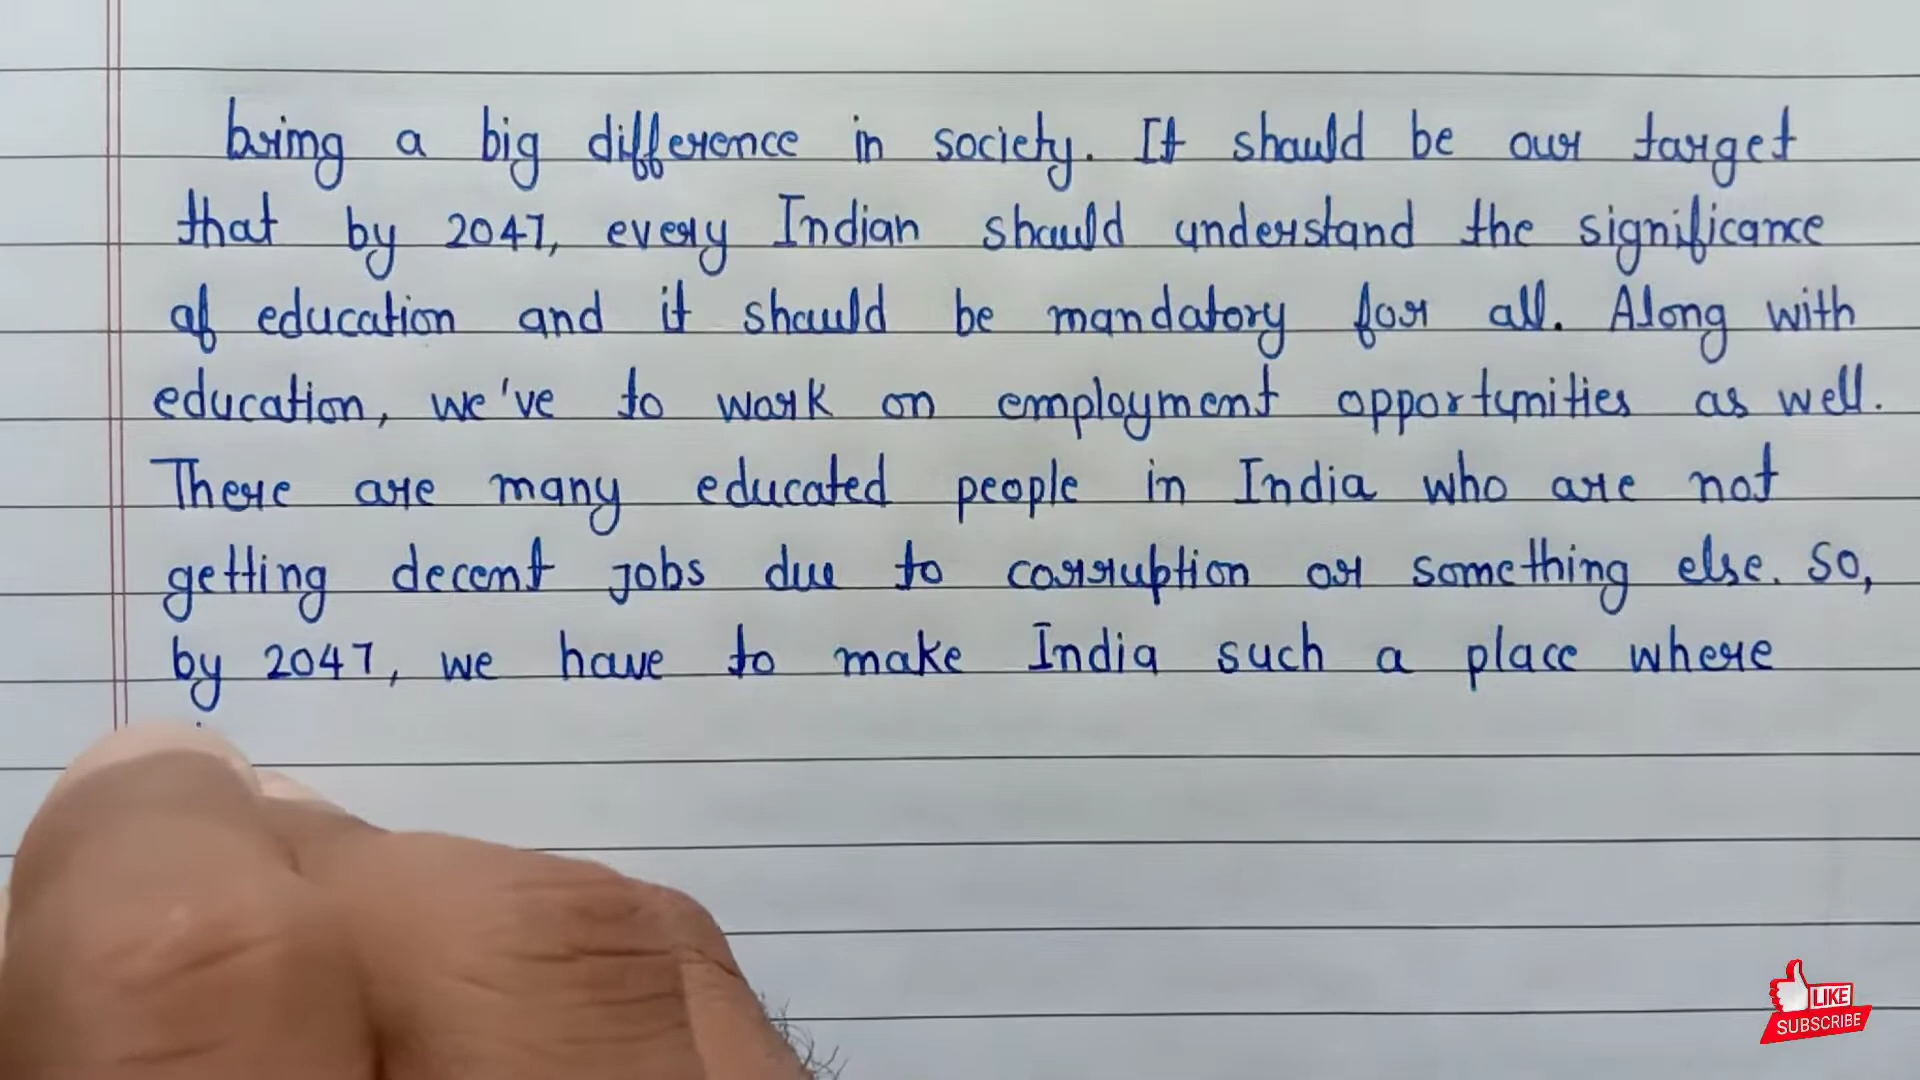 bring a big difference in society. It should be our target
that by 2047, every Indian should understand the significance
of education and it should be mandatory for all. Along with
education, we've to work on employment opportunities as well.
There are many educated people in India who are not
getting decent jobs due to corruption or something else. So,
by 2047, we have to make India such a place where
LIKE
SUBSCRIBE